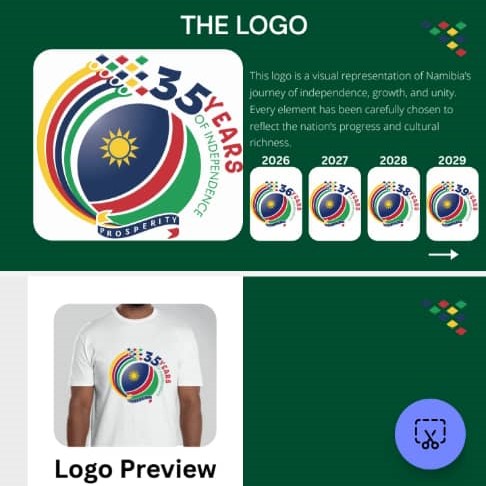 THE LOGO
35 YEARS
OF INDEPENDENCE
PROSPERITY
This logo is a visual representation of Namibia's
journey of independence, growth, and unity.
Every element has been carefully chosen to
reflect the nation's progress and cultural
richness.
2026 2027 2028 2029
36 YEARS
37 YEARS
38 YEARS
39 YEARS
35 YEARS
Logo Preview